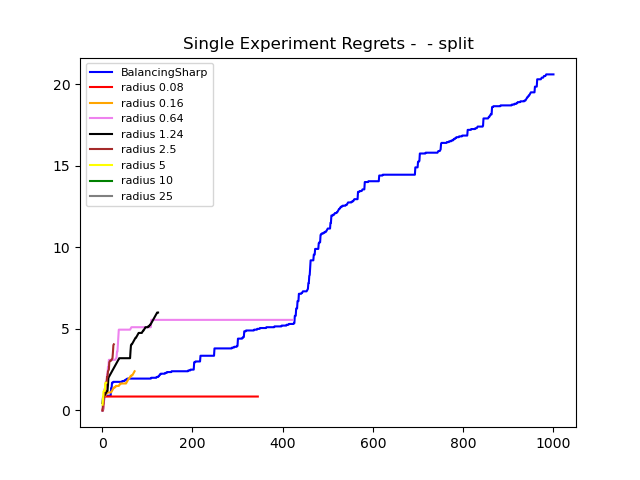 Single Experiment Regrets -  - split
BalancingSharp
radius 0.08
radius 0.16
radius 0.64
radius 1.24
radius 2.5
radius 5
radius 10
radius 25
20
15
10
5
0
0 200 400 600 800 1000